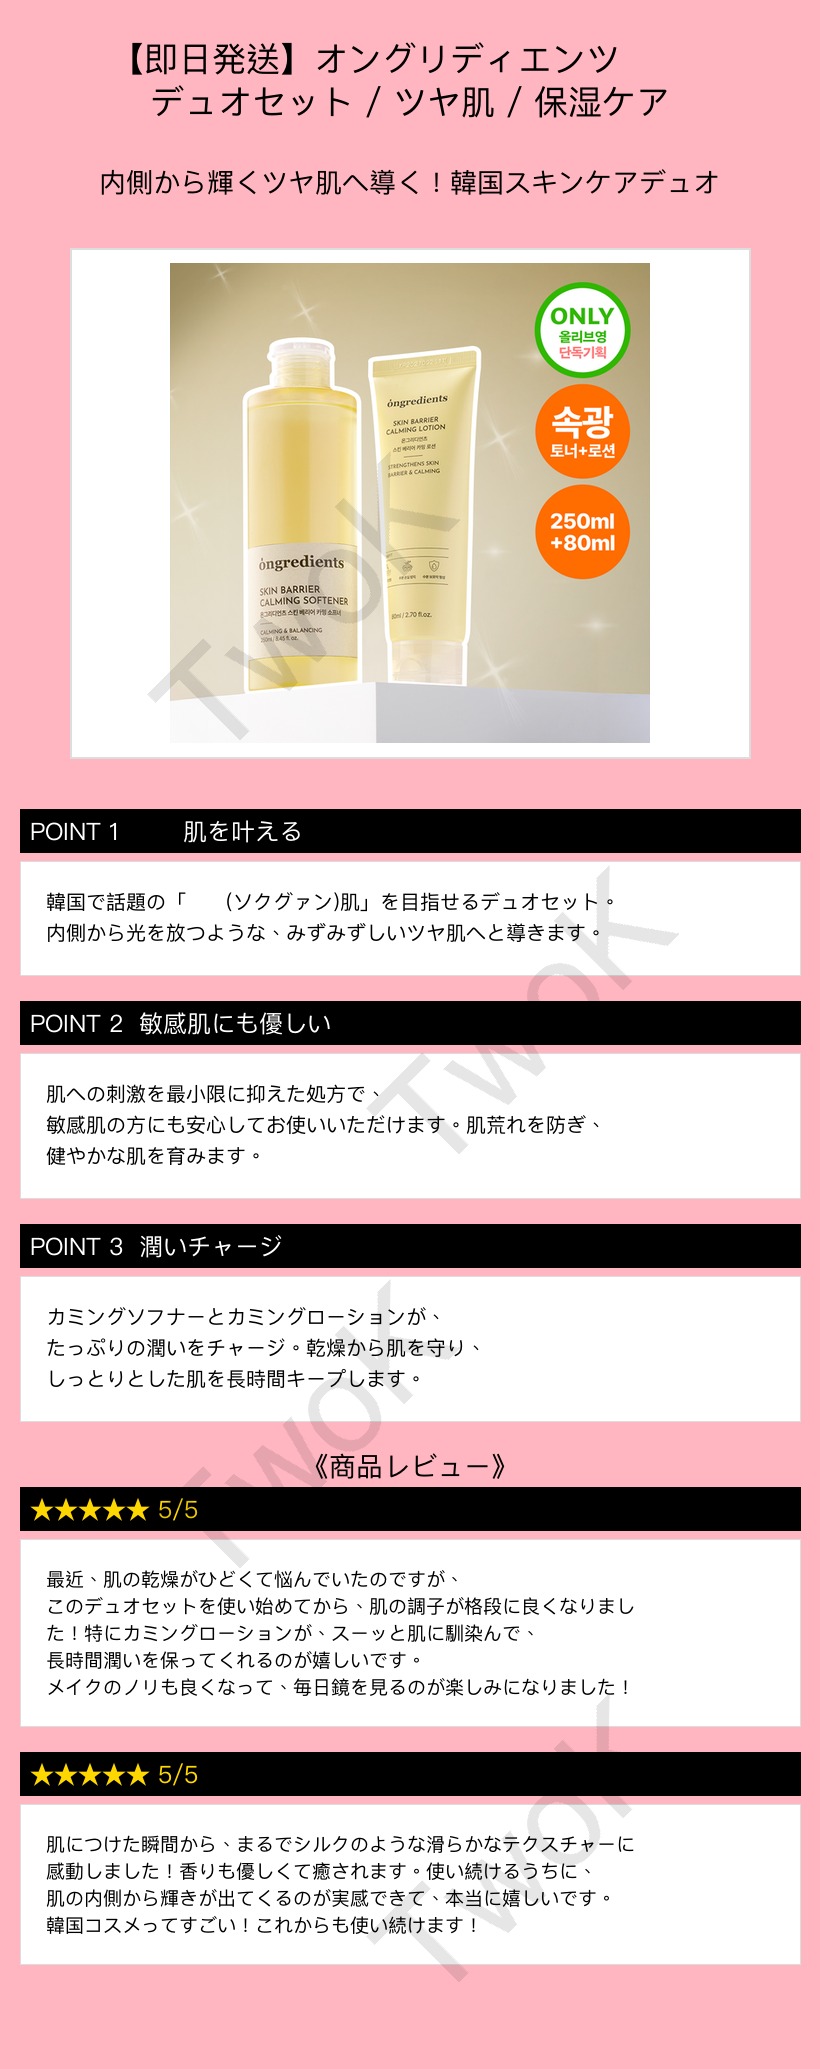 【即日発送】オングリディエンツ
デュオセット / ツヤ肌 / 保湿ケア
内側から輝くツヤ肌へ導く！韓国スキンケアデュオ
ONLY
올리브영
단독기획
속광
토너+로션
250ml
+80ml
ongredients
SKIN BARRIER
CALMING LOTION
온그리디언츠
스킨 베리어 카밍 로션
STRENGTHENS SKIN
BARRIER & CALMING
80ml / 2.70 fl.oz.
ongredients
SKIN BARRIER
CALMING SOFTENER
온그리디언츠 스킨 베리어 카밍 소프너
CALMING & BALANCING
250ml / 8.45 fl. oz.
TwoK
POINT 1 肌を叶える
韓国で話題の「 (ソクグァン)肌」を目指せるデュオセット。
内側から光を放つような、みずみずしいツヤ肌へと導きます。
TwoK
POINT 2 敏感肌にも優しい
肌への刺激を最小限に抑えた処方で、
敏感肌の方にも安心してお使いいただけます。肌荒れを防ぎ、
健やかな肌を育みます。
POINT 3 潤いチャージ
カミングソフナーとカミングローションが、
たっぷりの潤いをチャージ。乾燥から肌を守り、
しっとりとした肌を長時間キープします。
TwoK
《商品レビュー》
★★★★★ 5/5
最近、肌の乾燥がひどくて悩んでいたのですが、
このデュオセットを使い始めてから、肌の調子が格段に良くなりまし
た！特にカミングローションが、スーッと肌に馴染んで、
長時間潤いを保ってくれるのが嬉しいです。
メイクのノリも良くなって、毎日鏡を見るのが楽しみになりました！
★★★★★ 5/5
肌につけた瞬間から、まるでシルクのような滑らかなテクスチャーに
感動しました！香りも優しくて癒されます。使い続けるうちに、
肌の内側から輝きが出てくるのが実感できて、本当に嬉しいです。
韓国コスメってすごい！これからも使い続けます！
TwoK